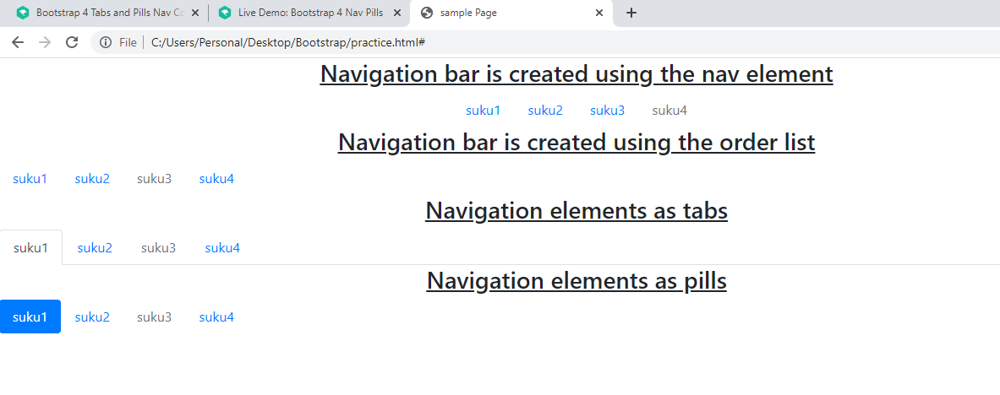 Bootstrap 4 Tabs and Pills Nav Co
Live Demo: Bootstrap 4 Nav Pills
sample Page
File
C:/Users/Personal/Desktop/Bootstrap/practice.html#
Navigation bar is created using the nav element
suku1 suku2 suku3 suku4
Navigation bar is created using the order list
suku1 suku2 suku3 suku4
Navigation elements as tabs
suku1 suku2 suku3 suku4
Navigation elements as pills
suku1 suku2 suku3 suku4